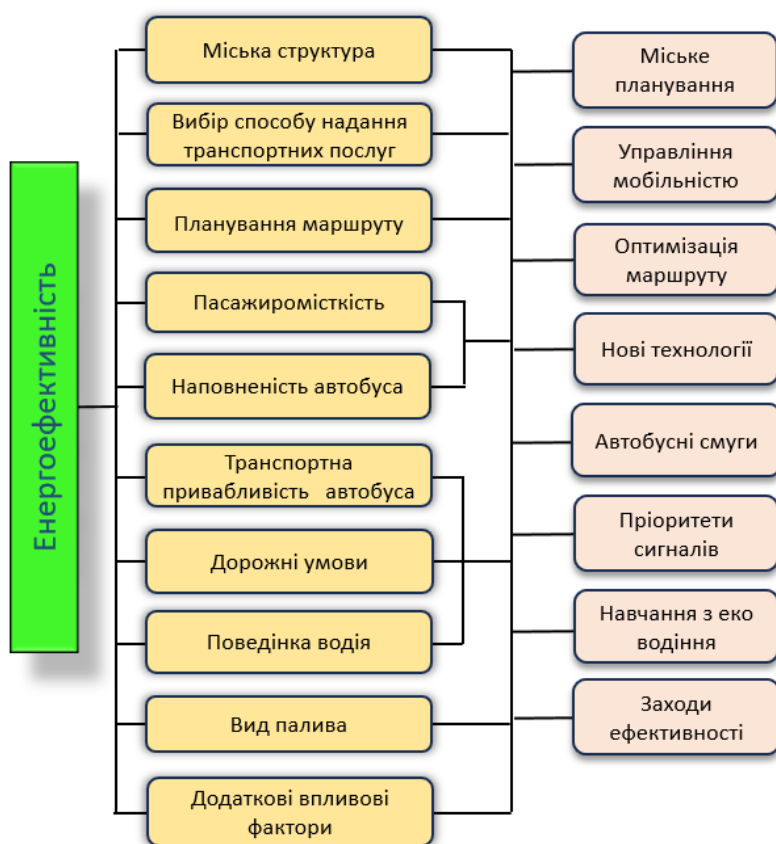 Енергоефективність
Міська структура
Вибір способу надання
транспортних послуг
Планування маршруту
Пасажиромісткість
Наповненість автобуса
Транспортна
привабливість автобуса
Дорожні умови
Поведінка водія
Вид палива
Додаткові впливові
фактори
Міське
планування
Управління
мобільністю
Оптимізація
маршруту
Нові технології
Автобусні смуги
Пріоритети
сигналів
Навчання з еко
водіння
Заходи
ефективності